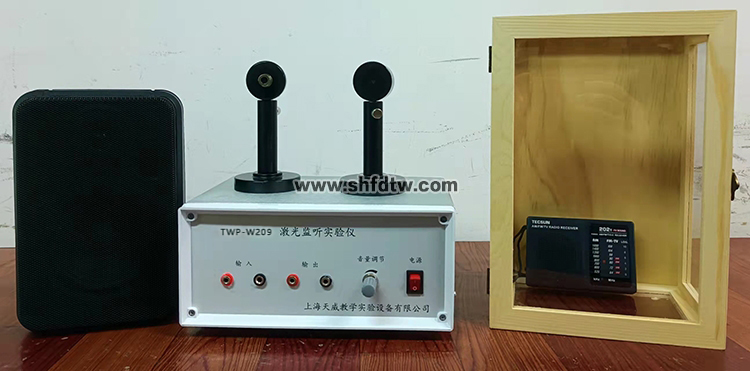 www.shfdtw.com
TWP-W209 激光监听实验仪
输入
输出
音量调节
电源
上海天威教学实验设备有限公司
TECSUN
202